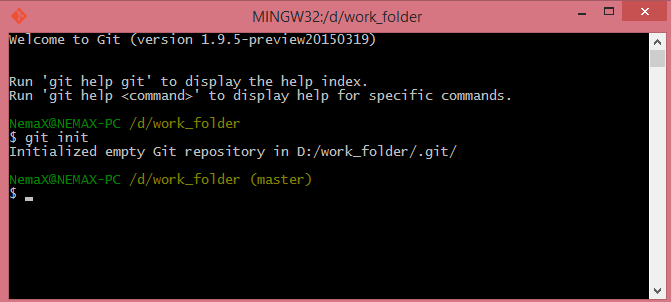 MINGW32:/d/work_folder
Welcome to Git (version 1.9.5-preview20150319)
Run 'git help git' to display the help index.
Run 'git help <command>' to display help for specific commands.
NemaX@NEMAX-PC /d/work_folder
$ git init
Initialized empty Git repository in D:/work_folder/.git/
NemaX@NEMAX-PC /d/work_folder (master)
$